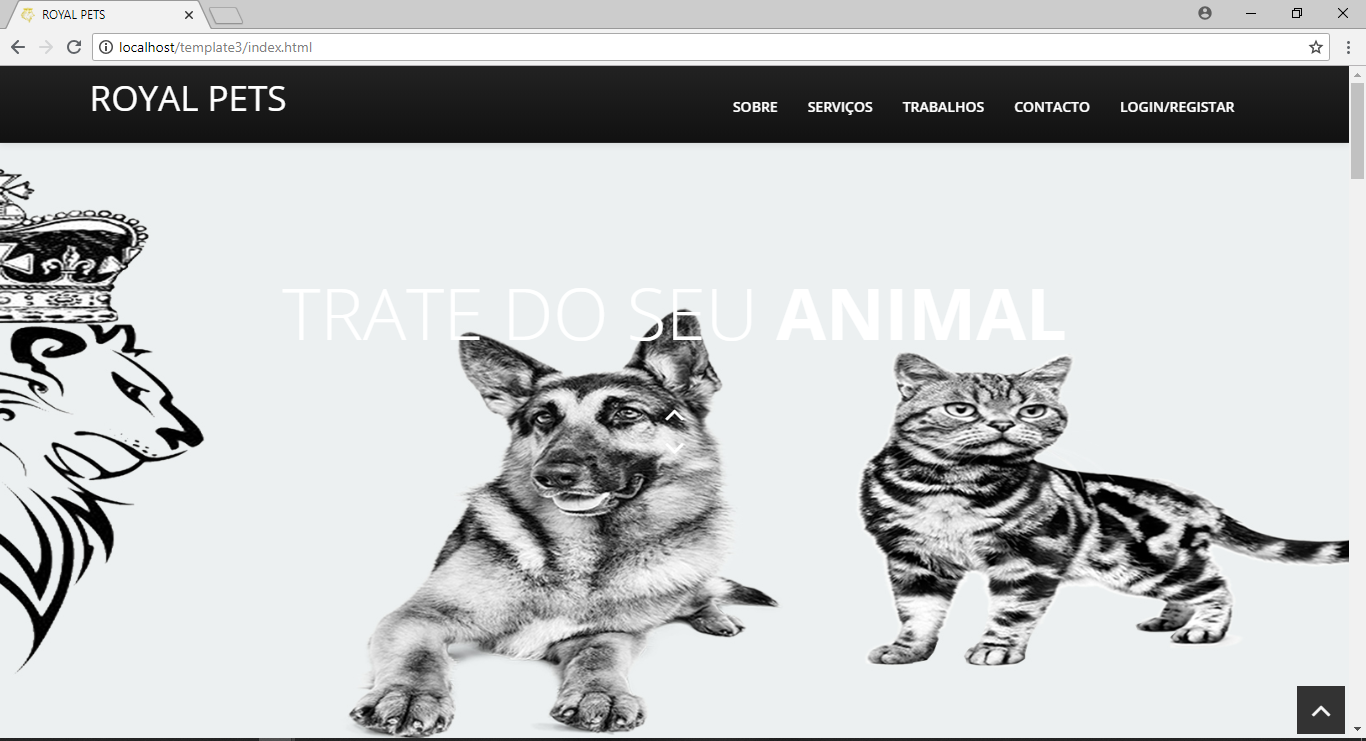 ROYAL PETS
localhost/template3/index.html
ROYAL PETS
SOBRE SERVIÇOS TRABALHOS CONTACTO LOGIN/REGISTAR
TRATE DO SEU ANIMAL